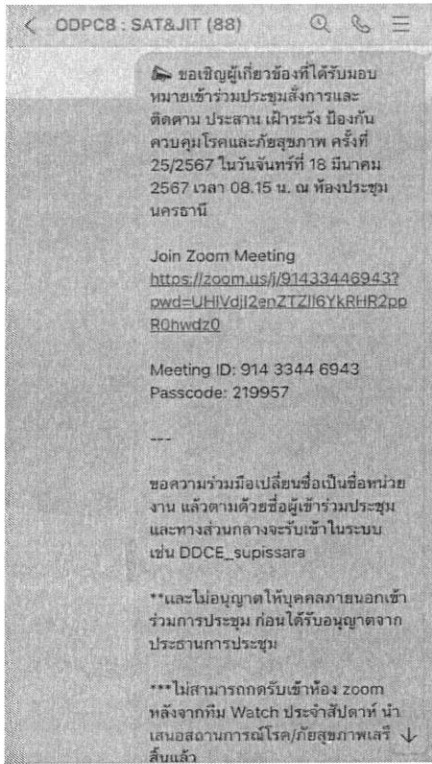 ODPC8 : SAT&JIT (88)
ขอเชิญผู้เกี่ยวข้องที่ได้รับมอบ
หมายเข้าร่วมประชุมสั่งการและ
ติดตาม ประสาน เฝ้าระวัง ป้องกัน
ควบคุมโรคและภัยสุขภาพ ครั้งที่
25/2567 ในวันจันทร์ที่ 18 มีนาคม
2567 เวลา 08.15 น. ณ ห้องประชุม
นครธานี
Join Zoom Meeting
https://zoom.us/j/91433446943?
pwd=UHlVdjI2enZTZll6YkRHR2pp
R0hwdz0
Meeting ID: 914 3344 6943
Passcode: 219957
---
ขอความร่วมมือเปลี่ยนชื่อเป็นชื่อหน่วย
งาน แล้วตามด้วยชื่อผู้เข้าร่วมประชุม
และทางส่วนกลางจะรับเข้าในระบบ
เช่น DDCE_supissara
**และไม่อนุญาตให้บุคคลภายนอกเข้า
ร่วมการประชุม ก่อนได้รับอนุญาตจาก
ประธานการประชุม
***ไม่สามารถกดรับเข้าห้อง zoom
หลังจากทีม Watch ประจำสัปดาห์ นำ
เสนอสถานการณ์โรค/ภัยสุขภาพเสร็
สิ้นแล้ว